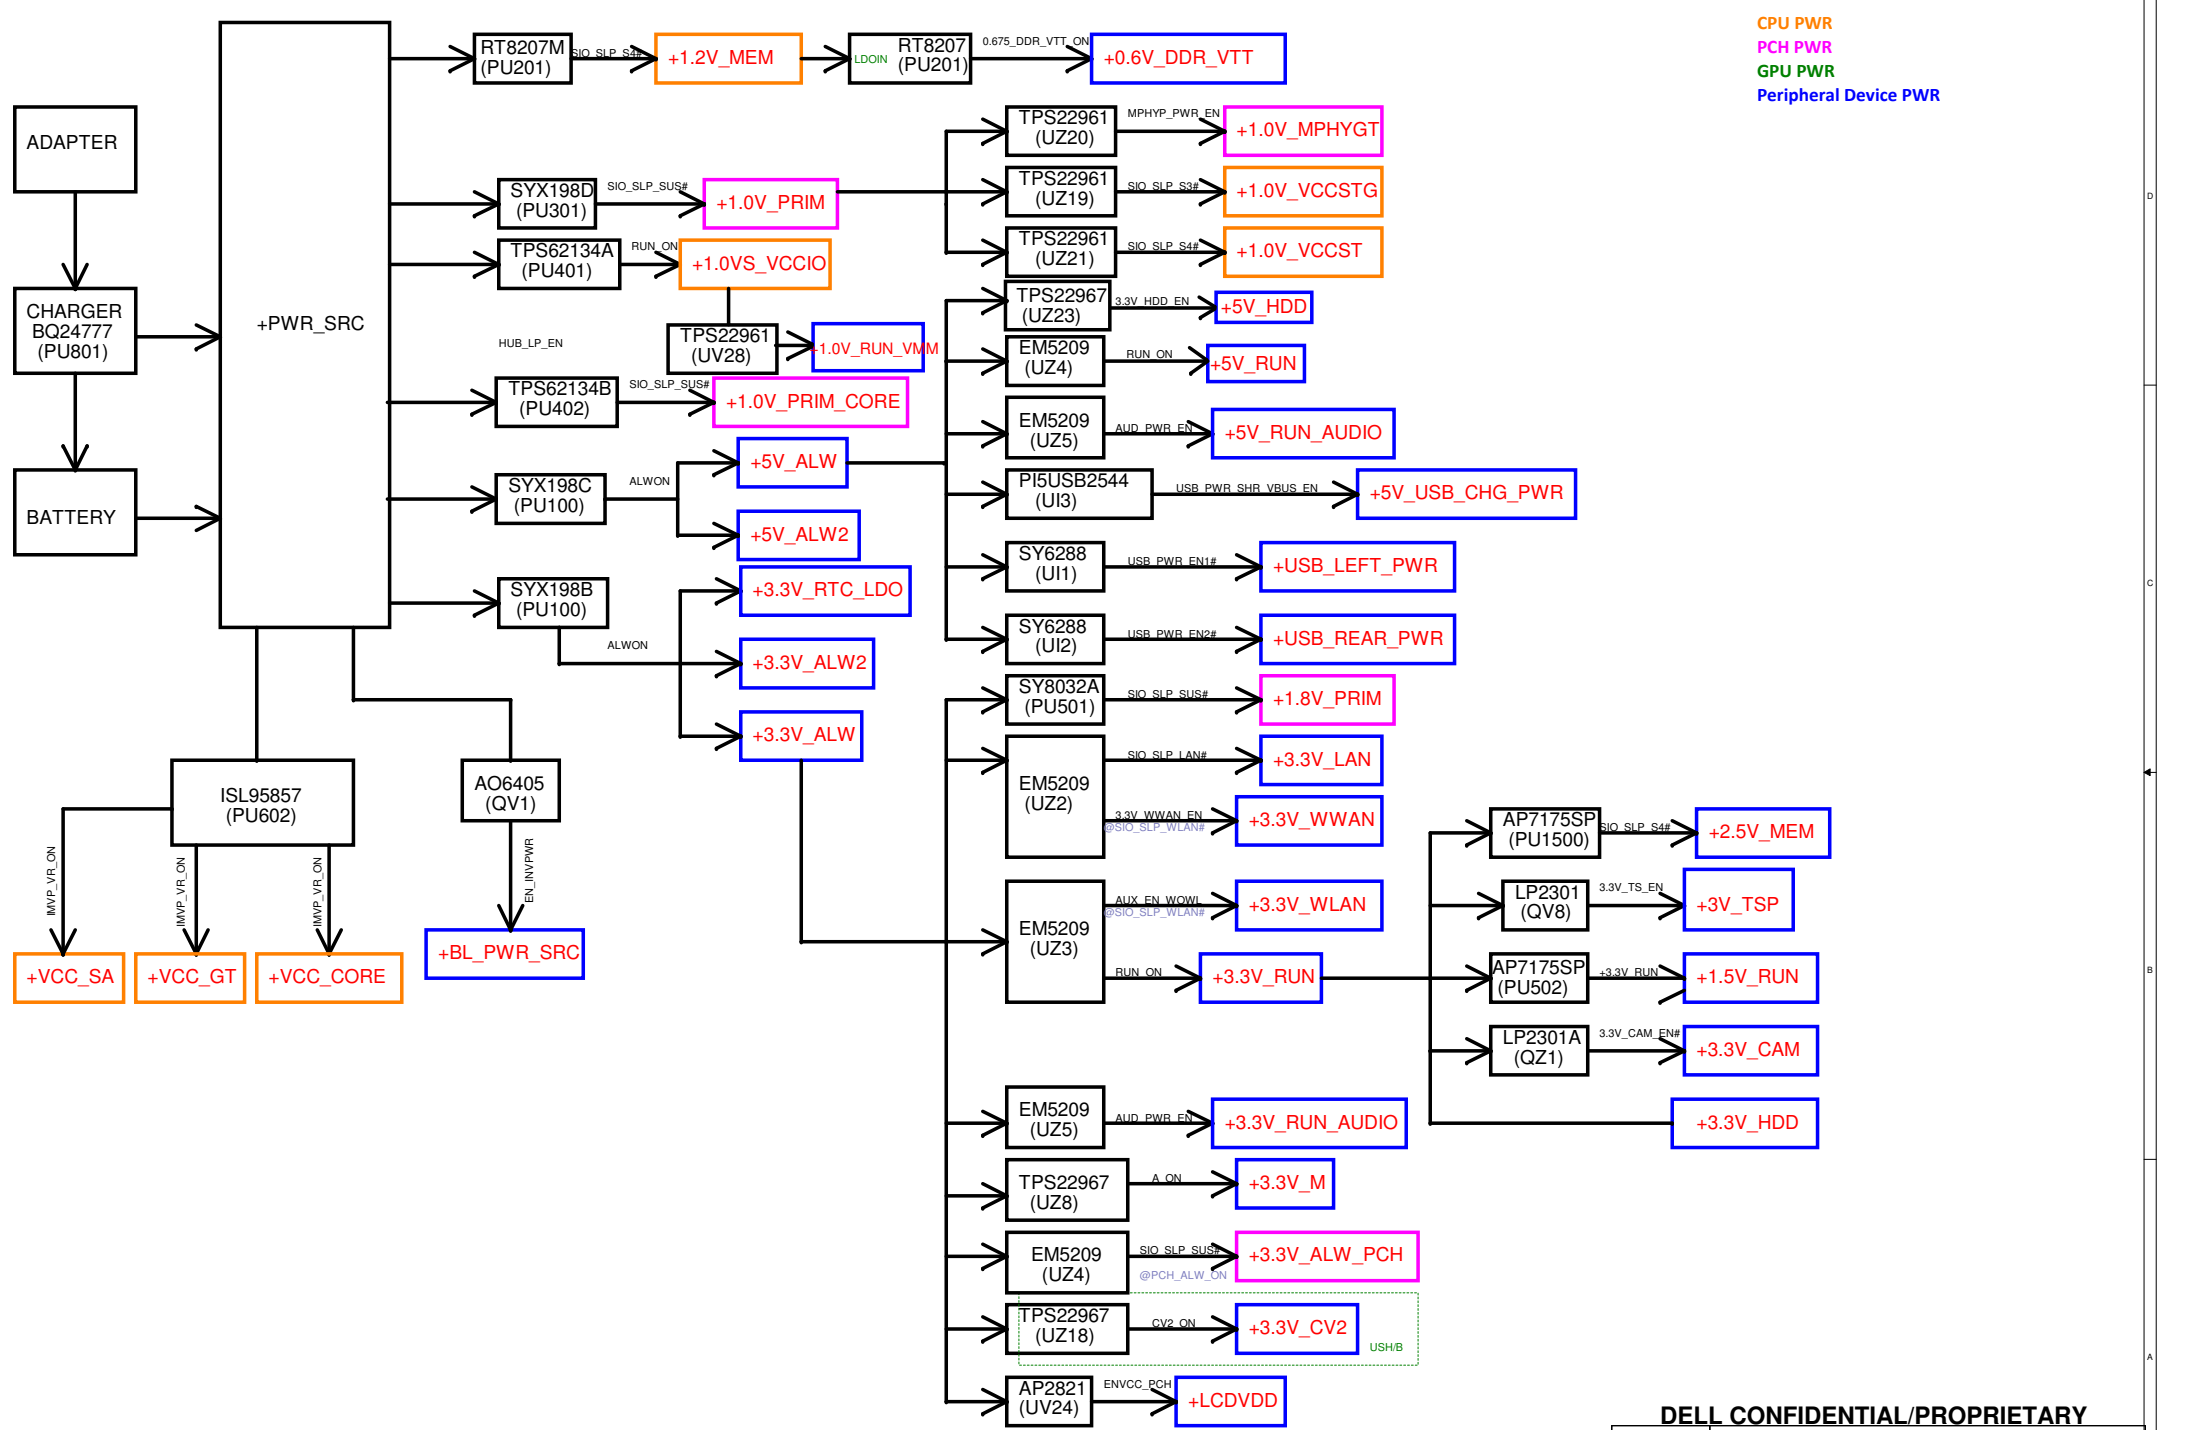 CPU PWR
PCH PWR
GPU PWR
Peripheral Device PWR
ADAPTER
CHARGER
BQ24777
(PU801)
BATTERY
+PWR_SRC
RT8207M
(PU201)
SIO_SLP_S4#
+1.2V_MEM
LDOIN
RT8207
(PU201)
0.675_DDR_VTT_ON
+0.6V_DDR_VTT
SYX198D
(PU301)
SIO_SLP_SUS#
+1.0V_PRIM
TPS22961
(UZ20)
MPHYP_PWR_EN
+1.0V_MPHYGT
TPS22961
(UZ19)
SIO_SLP_S3#
+1.0V_VCCSTG
TPS22961
(UZ21)
SIO_SLP_S4#
+1.0V_VCCST
TPS62134A
(PU401)
RUN_ON
+1.0VS_VCCIO
HUB_LP_EN
TPS22961
(UV28)
+1.0V_RUN_VMM
TPS62134B
(PU402)
SIO_SLP_SUS#
+1.0V_PRIM_CORE
SYX198C
(PU100)
ALWON
+5V_ALW
+5V_ALW2
TPS22967
(UZ23)
3.3V_HDD_EN
+5V_HDD
EM5209
(UZ4)
RUN_ON
+5V_RUN
EM5209
(UZ5)
AUD_PWR_EN
+5V_RUN_AUDIO
PI5USB2544
(UI3)
USB_PWR_SHR_VBUS_EN
+5V_USB_CHG_PWR
SY6288
(UI1)
USB_PWR_EN1#
+USB_LEFT_PWR
SY6288
(UI2)
USB_PWR_EN2#
+USB_REAR_PWR
SYX198B
(PU100)
ALWON
+3.3V_RTC_LDO
+3.3V_ALW2
+3.3V_ALW
SY8032A
(PU501)
SIO_SLP_SUS#
+1.8V_PRIM
EM5209
(UZ2)
SIO_SLP_LAN#
+3.3V_LAN
3.3V_WWAN_EN
@SIO_SLP_WLAN#
+3.3V_WWAN
EM5209
(UZ3)
AUX_EN_WOWL
@SIO_SLP_WLAN#
+3.3V_WLAN
RUN_ON
+3.3V_RUN
AP7175SP
(PU1500)
SIO_SLP_S4#
+2.5V_MEM
LP2301
(QV8)
3.3V_TS_EN
+3V_TSP
AP7175SP
(PU502)
+3.3V_RUN
+1.5V_RUN
LP2301A
(QZ1)
3.3V_CAM_EN#
+3.3V_CAM
+3.3V_HDD
EM5209
(UZ5)
AUD_PWR_EN
+3.3V_RUN_AUDIO
TPS22967
(UZ8)
A_ON
+3.3V_M
EM5209
(UZ4)
SIO_SLP_SUS#
@PCH_ALW_ON
+3.3V_ALW_PCH
TPS22967
(UZ18)
CV2_ON
+3.3V_CV2
USH/B
AP2821
(UV24)
ENVCC_PCH
+LCDVDD
ISL95857
(PU602)
IMVP_VR_ON
IMVP_VR_ON
IMVP_VR_ON
+VCC_SA
+VCC_GT
+VCC_CORE
AO6405
(QV1)
EN_INVPWR
+BL_PWR_SRC
D
C
B
A
DELL CONFIDENTIAL/PROPRIETARY